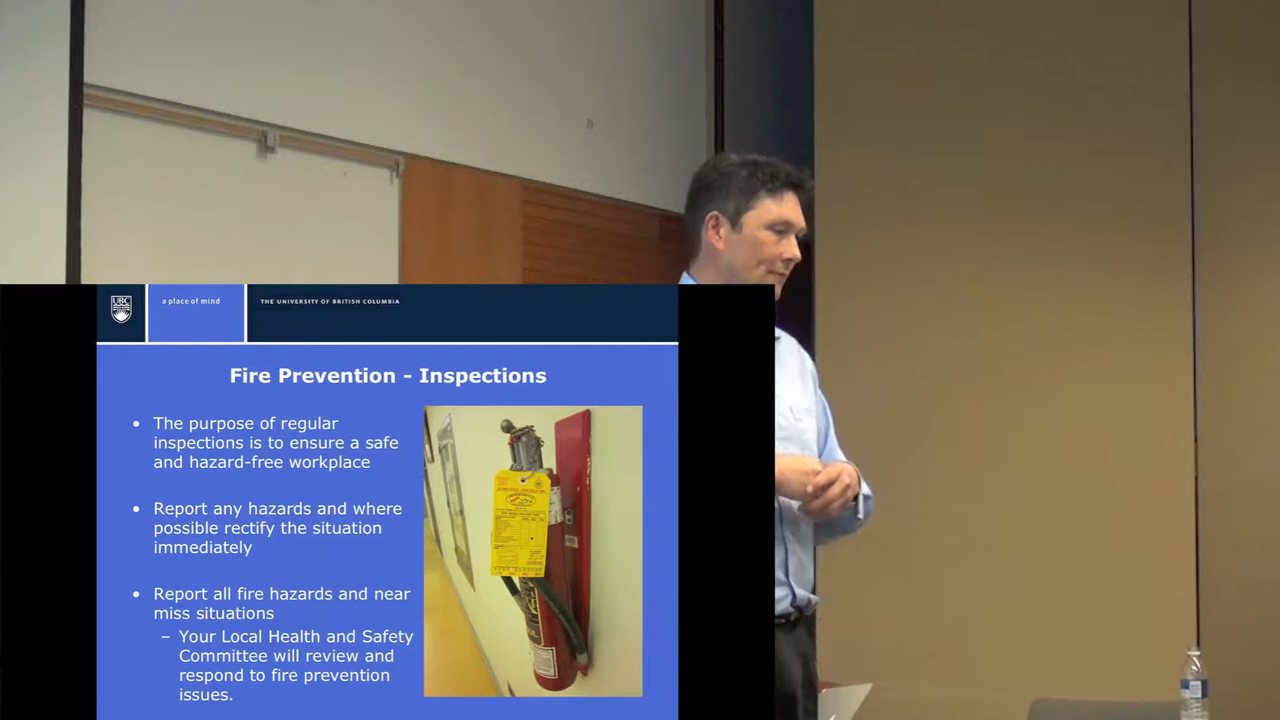 UBC
a place of mind
THE UNIVERSITY OF BRITISH COLUMBIA
Fire Prevention - Inspections
• The purpose of regular
inspections is to ensure a safe
and hazard-free workplace
• Report any hazards and where
possible rectify the situation
immediately
• Report all fire hazards and near
miss situations
– Your Local Health and Safety
Committee will review and
respond to fire prevention
issues.